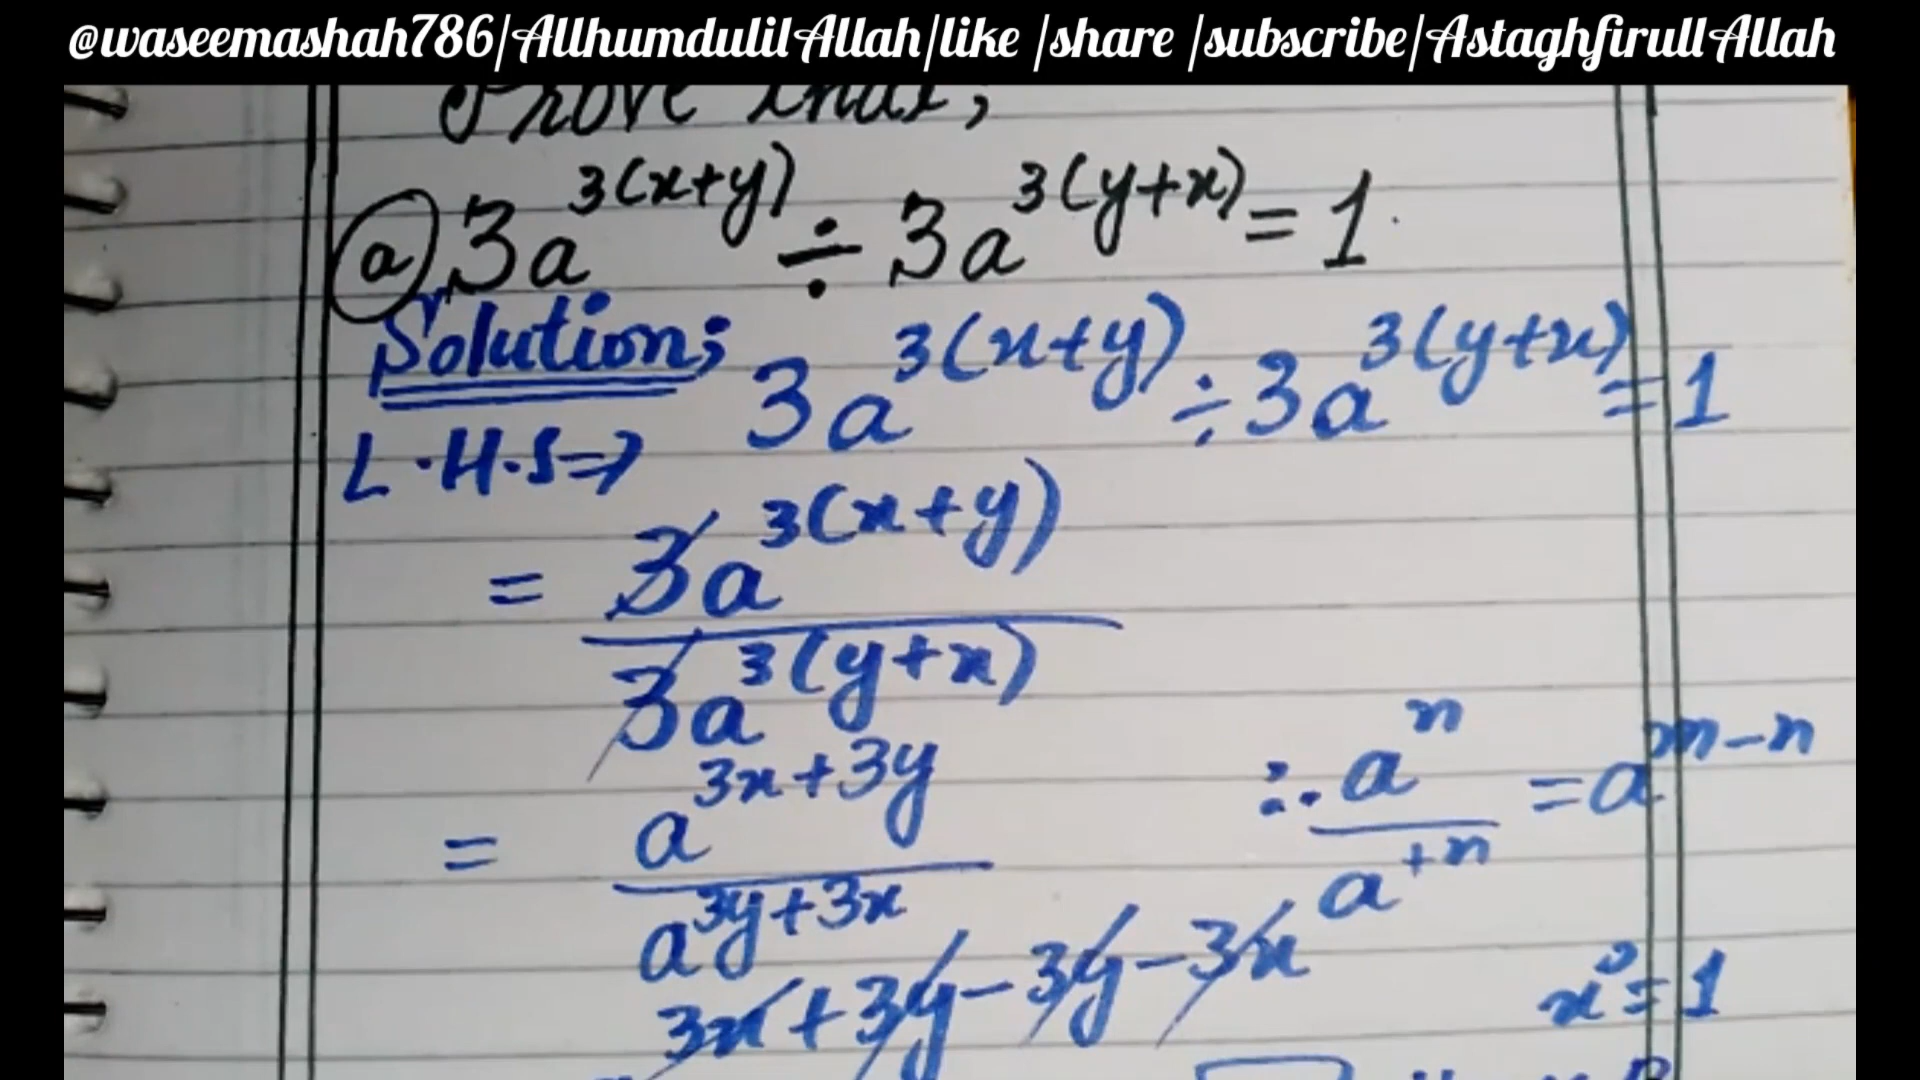 @waseemashah786/AllhumdulilAllah/like /share /subscribe/AstaghfirullAllah
Prove that;
(a) 3a^3(x+y) ÷ 3a^3(y+x) = 1
Solution; 3a^3(x+y) ÷ 3a^3(y+x) = 1
L.H.S⇒
= 3a^3(x+y)
3a^3(y+x)
= a^3x+3y ∵ a^n = a^m-n
a^3y+3x a^+n
3x+3y-3y-3x x^0=1